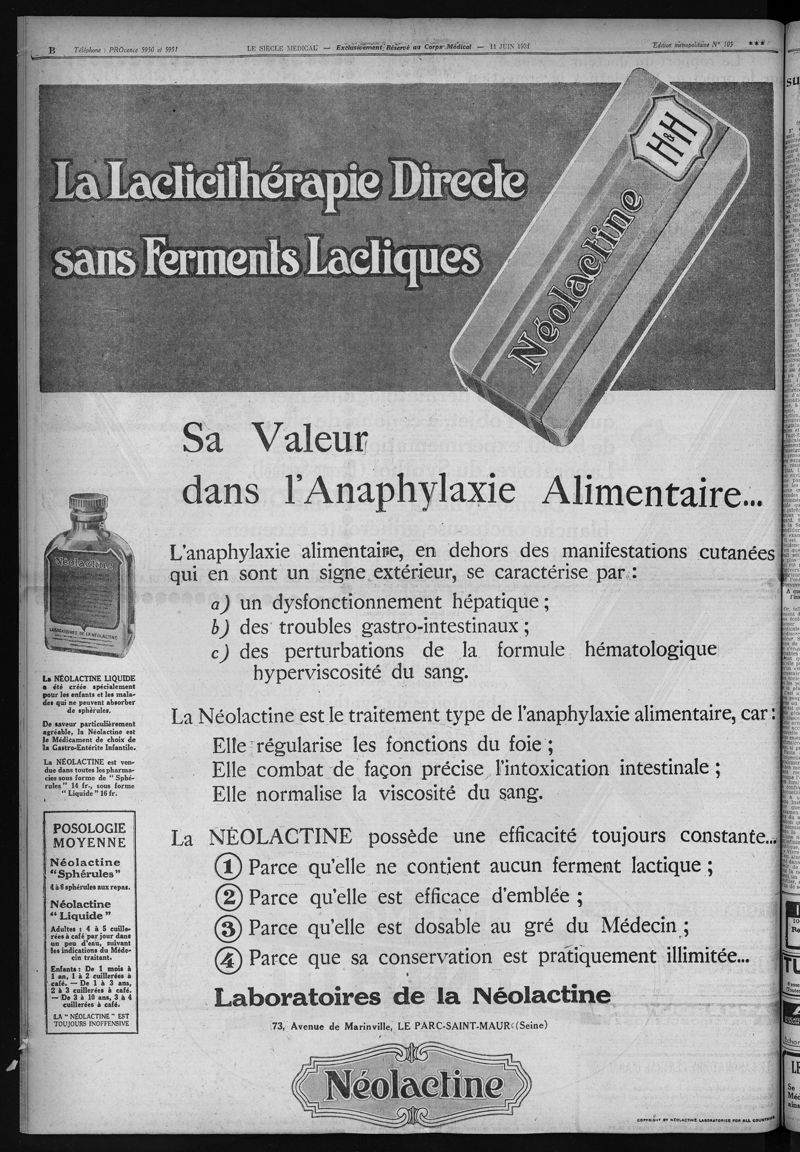 B Téléphone : PROvence 5950 et 5951 LE SIÈCLE MÉDICAL — Exclusivement Réservé au Corps Médical — 11 JUIN Edition métropolitaine N° 105 ***
La Lacticithérapie Directe
sans Ferments Lactiques
H&H
Néolactine
Sa Valeur
dans l'Anaphylaxie Alimentaire...
L'anaphylaxie alimentaire, en dehors des manifestations cutanées
qui en sont un signe extérieur, se caractérise par :
a) un dysfonctionnement hépatique ;
b) des troubles gastro-intestinaux ;
c) des perturbations de la formule hématologique
hyperviscosité du sang.
La Néolactine est le traitement type de l'anaphylaxie alimentaire, car :
Elle régularise les fonctions du foie ;
Elle combat de façon précise l'intoxication intestinale ;
Elle normalise la viscosité du sang.
La NÉOLACTINE possède une efficacité toujours constante...
1 Parce qu'elle ne contient aucun ferment lactique ;
2 Parce qu'elle est efficace d'emblée ;
3 Parce qu'elle est dosable au gré du Médecin ;
4 Parce que sa conservation est pratiquement illimitée...
Laboratoires de la Néolactine
73, Avenue de Marinville, LE PARC-SAINT-MAUR (Seine)
Néolactine
COPYRIGHT BY NÉOLACTINE LABORATORIES FOR ALL COUNTRIES
Néolactine
LABORATOIRES DE LA NÉOLACTINE
La NÉOLACTINE LIQUIDE
a été créée spécialement
pour les enfants et les mala-
des qui ne peuvent absorber
de sphérules.
De saveur particulièrement
agréable, la Néolactine est
le Médicament de choix de
la Gastro-Entérite Infantile.
La NÉOLACTINE est ven-
due dans toutes les pharma-
cies sous forme de "Sphé-
rules" 14 fr., sous forme
"Liquide" 16 fr.
POSOLOGIE
MOYENNE
Néolactine
"Sphérules"
4 à 6 sphérules aux repas.
Néolactine
"Liquide"
Adultes : 4 à 5 cuille-
rées à café par jour dans
un peu d'eau, suivant
les indications du Méde-
cin traitant.
Enfants : De 1 mois à
1 an, 1 à 2 cuillerées à
café. — De 1 à 3 ans,
2 à 3 cuillerées à café.
— De 3 à 10 ans, 3 à 4
cuillerées à café.
LA "NÉOLACTINE" EST
TOUJOURS INOFFENSIVE